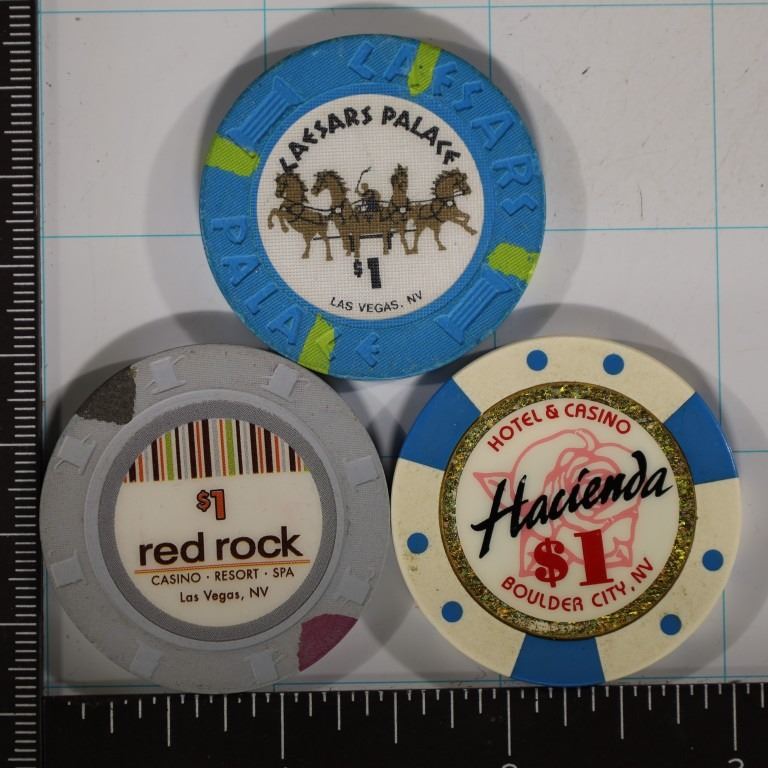 CAESARS
PALACE
CAESARS PALACE
$1
LAS VEGAS, NV
$1
red rock
CASINO · RESORT · SPA
Las Vegas, NV
HOTEL & CASINO
Hacienda
$1
BOULDER CITY, NV